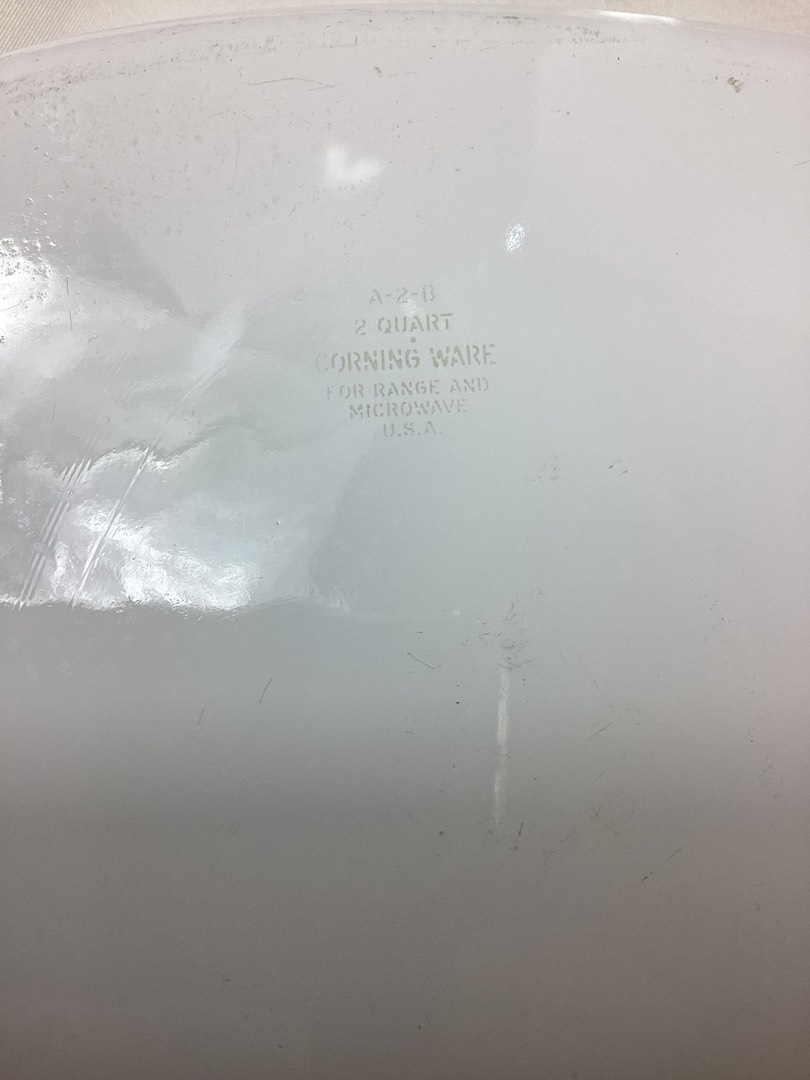 A-2-B
2 QUART
CORNING WARE
FOR RANGE AND
MICROWAVE
U.S.A.